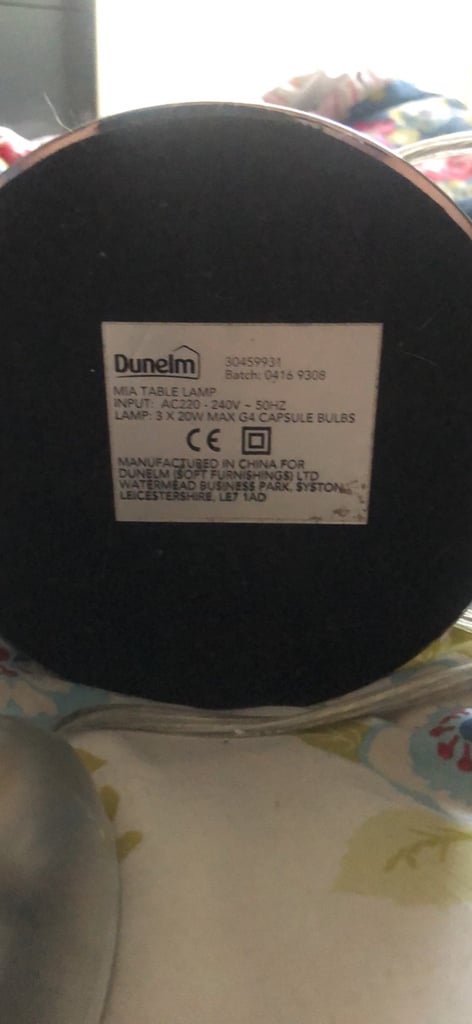 Dunelm
30459931
Batch: 0416 9308
MIA TABLE LAMP
INPUT: AC220 - 240V ~ 50HZ
LAMP: 3 X 20W MAX G4 CAPSULE BULBS
CE
MANUFACTURED IN CHINA FOR
DUNELM (SOFT FURNISHINGS) LTD
WATERMEAD BUSINESS PARK, SYSTON,
LEICESTERSHIRE, LE7 1AD